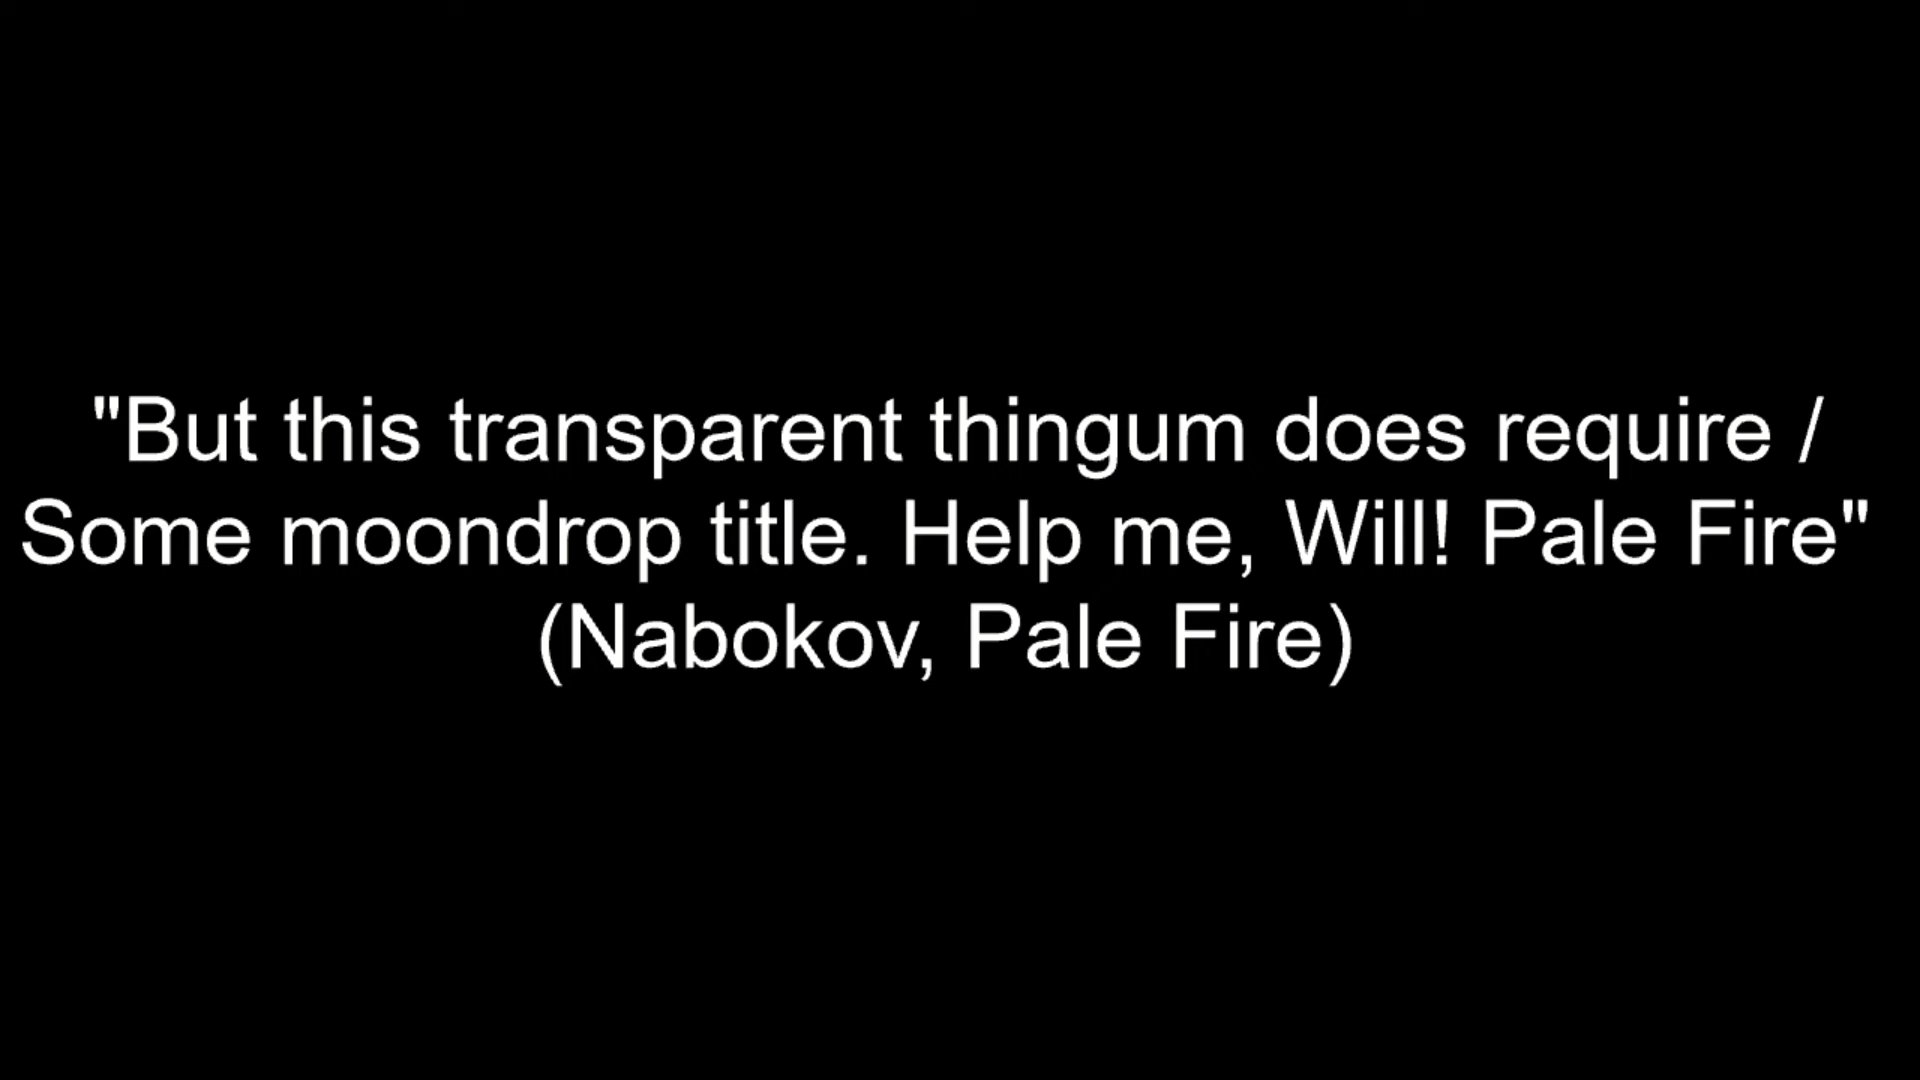 "But this transparent thingum does require /
Some moondrop title. Help me, Will! Pale Fire"
(Nabokov, Pale Fire)